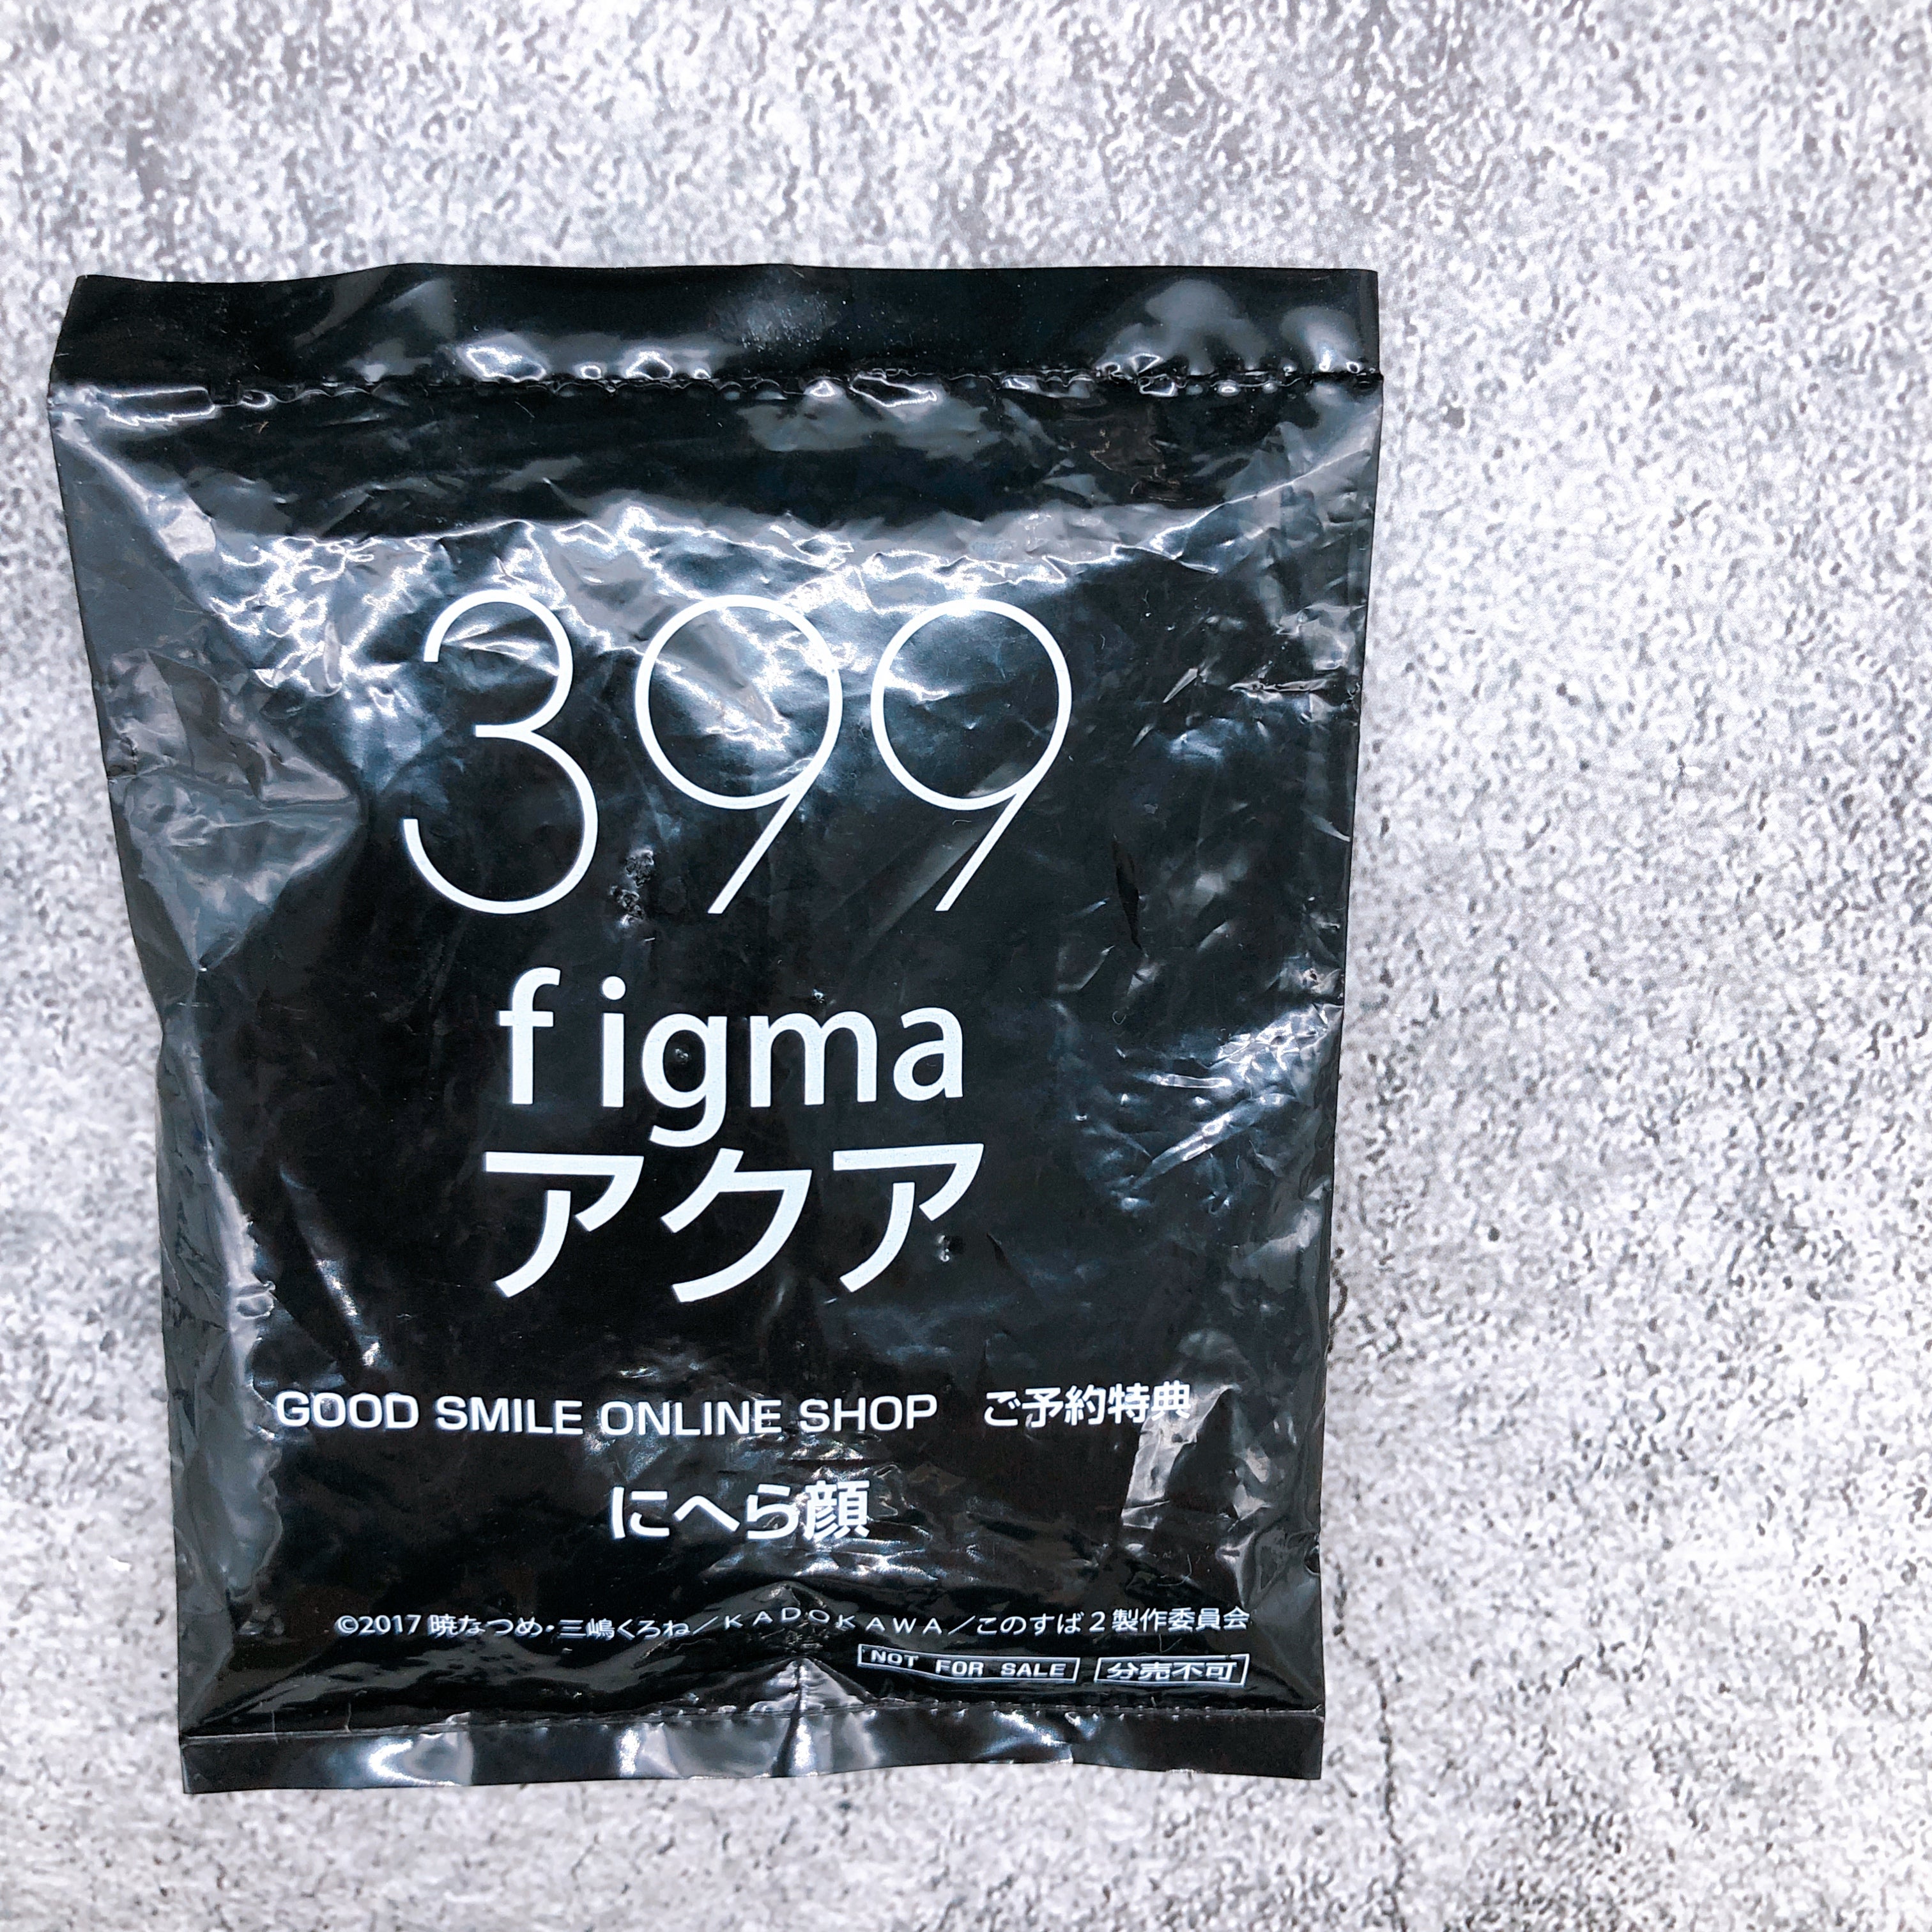 399
figma
アクア
GOOD SMILE ONLINE SHOP　ご予約特典
にへら顔
©2017 暁なつめ・三嶋くろね／KADOKAWA／このすば2製作委員会
NOT FOR SALE 分売不可